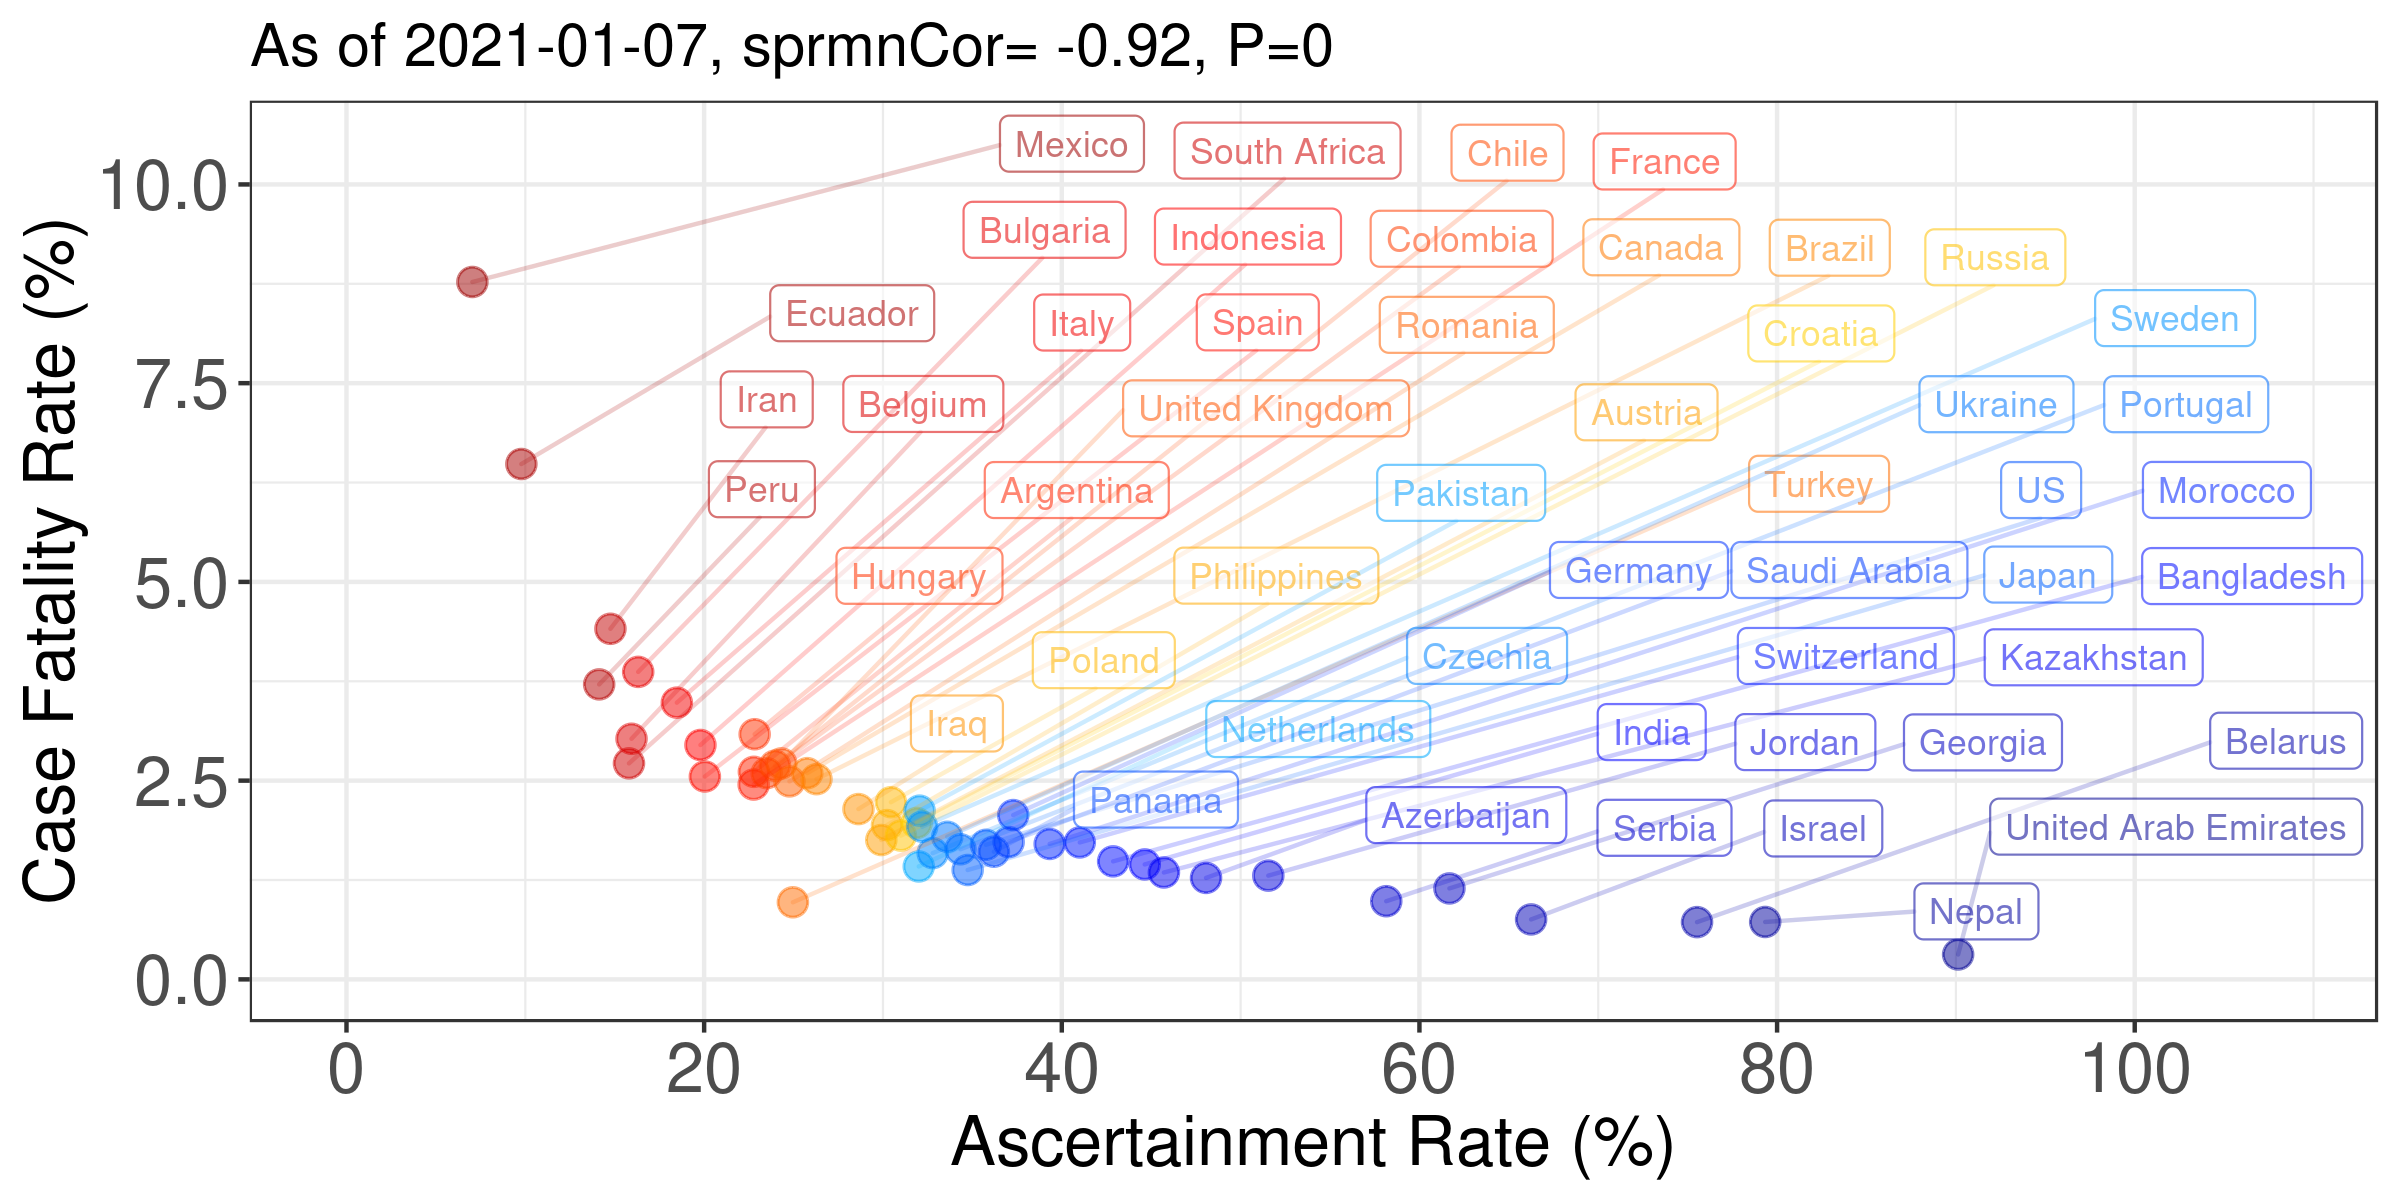 As of 2021-01-07, sprmnCor= -0.92, P=0
Case Fatality Rate (%)
10.0
7.5
5.0
2.5
0.0
Mexico
South Africa
Chile
France
Bulgaria
Indonesia
Colombia
Canada
Brazil
Russia
Ecuador
Italy
Spain
Romania
Croatia
Sweden
Iran
Belgium
United Kingdom
Austria
Ukraine
Portugal
Peru
Argentina
Pakistan
Turkey
US
Morocco
Hungary
Philippines
Germany
Saudi Arabia
Japan
Bangladesh
Poland
Czechia
Switzerland
Kazakhstan
Iraq
Netherlands
India
Jordan
Georgia
Belarus
Panama
Azerbaijan
Serbia
Israel
United Arab Emirates
Nepal
0
20
40
60
80
100
Ascertainment Rate (%)